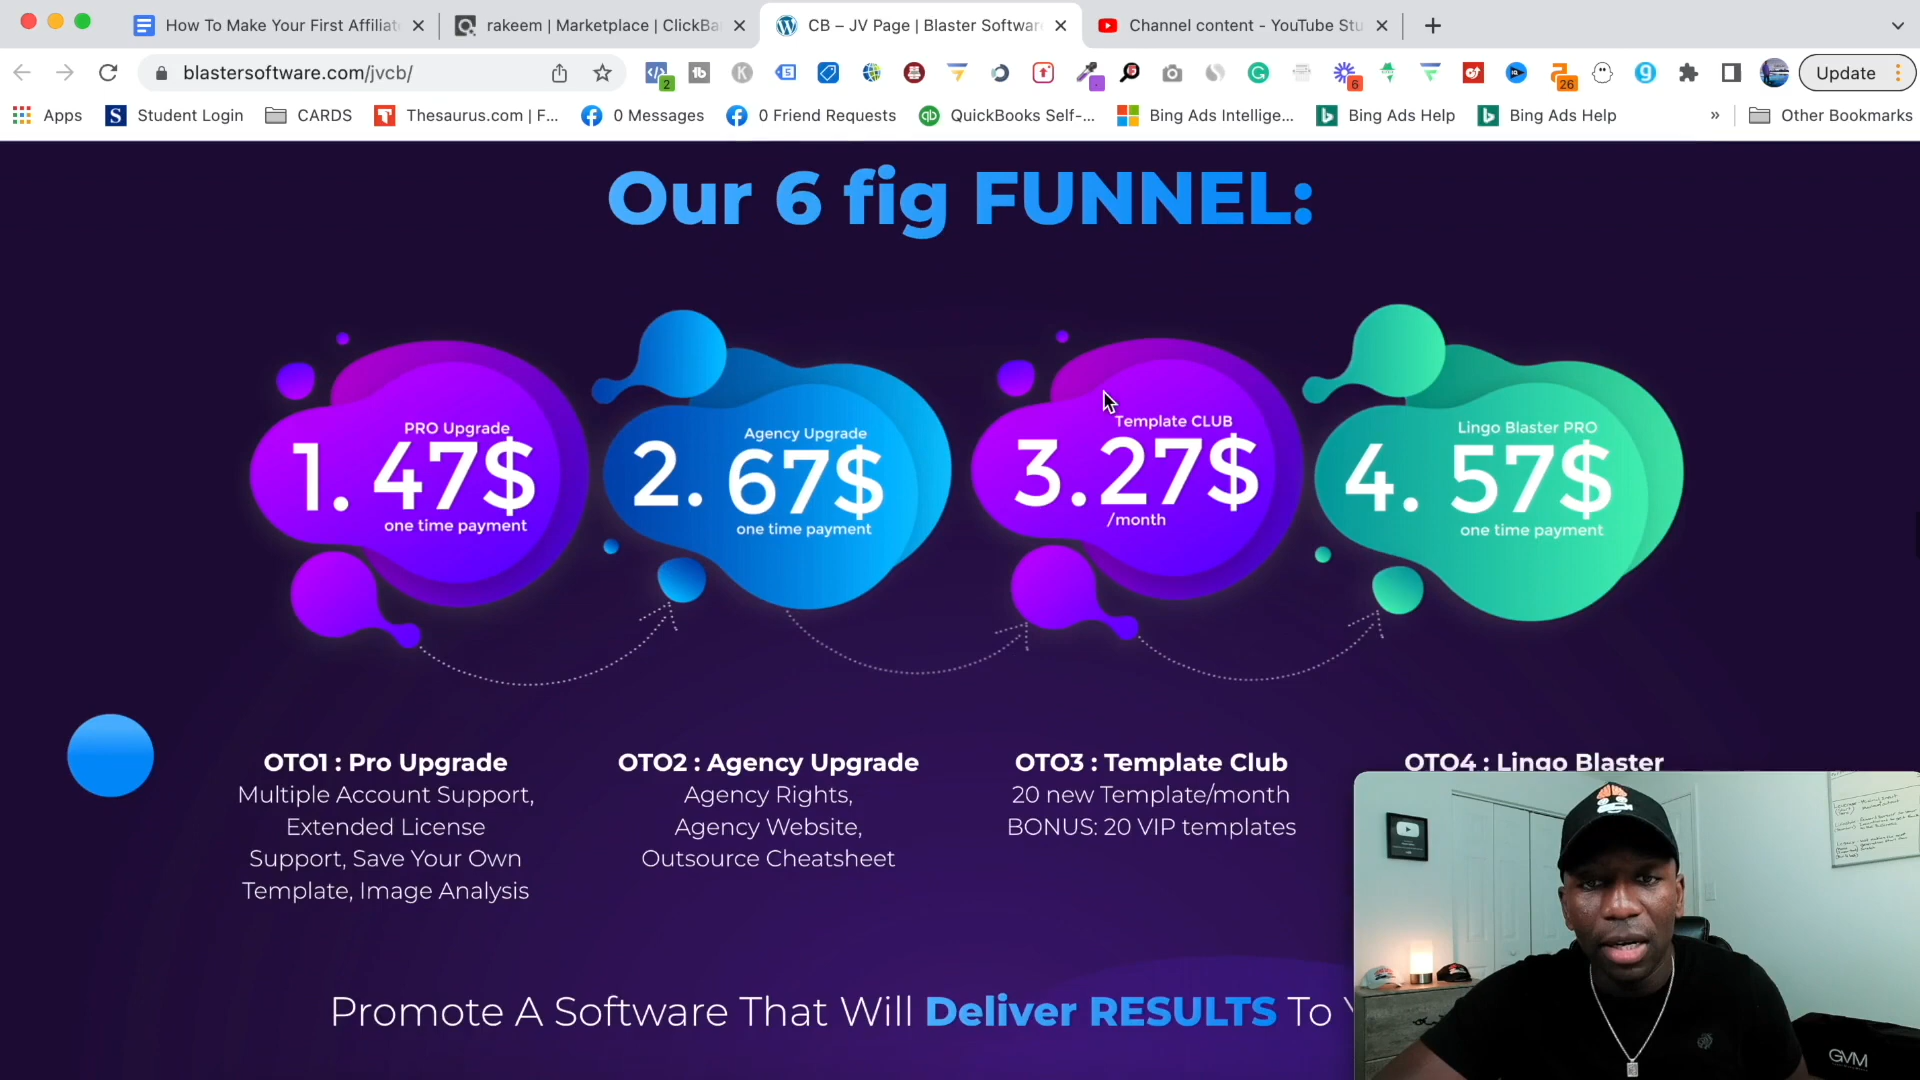 How To Make Your First Affiliate
rakeem | Marketplace | ClickBa
CB – JV Page | Blaster Software
Channel content - YouTube Stu
blastersoftware.com/jvcb/
Update
Apps
Student Login
CARDS
Thesaurus.com | F...
0 Messages
0 Friend Requests
QuickBooks Self-...
Bing Ads Intellige...
Bing Ads Help
Bing Ads Help
Other Bookmarks
2
6
26
Our 6 fig FUNNEL:
PRO Upgrade
1. 47$
one time payment
Agency Upgrade
2. 67$
one time payment
Template CLUB
3. 27$
/month
Lingo Blaster PRO
4. 57$
one time payment
OTO1 : Pro Upgrade
Multiple Account Support,
Extended License
Support, Save Your Own
Template, Image Analysis
OTO2 : Agency Upgrade
Agency Rights,
Agency Website,
Outsource Cheatsheet
OTO3 : Template Club
20 new Template/month
BONUS: 20 VIP templates
OTO4 : Lingo Blaster
Promote A Software That Will Deliver RESULTS To
GVM